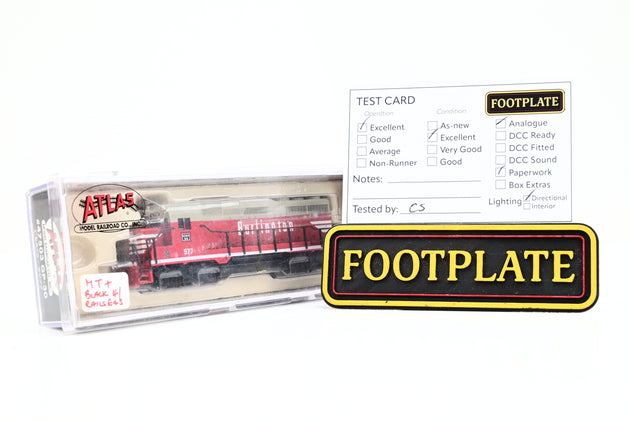 TEST CARD
FOOTPLATE
Operation
Excellent
Good
Average
Non-Runner
Condition
As-new
Excellent
Very Good
Good
Analogue
DCC Ready
DCC Fitted
DCC Sound
Paperwork
Box Extras
Notes:
Lighting
Directional
Interior
Tested by: CS
ATLAS
MODEL RAILROAD CO., INC.
Burlington
977
MT +
BLACK W/
FOOTPLATE